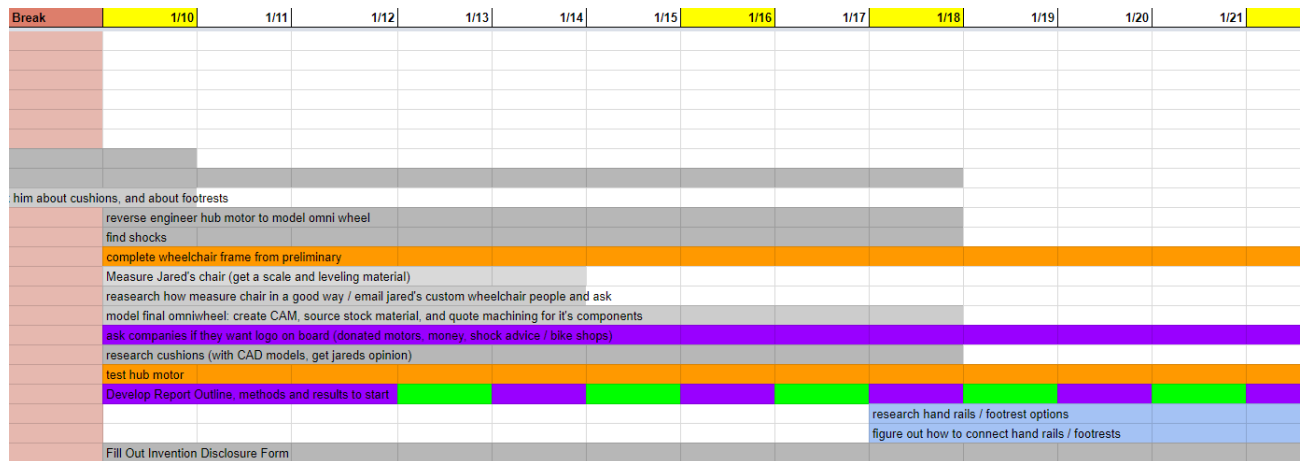 Break 1/10 1/11 1/12 1/13 1/14 1/15 1/16 1/17 1/18 1/19 1/20 1/21
: him about cushions, and about footrests
reverse engineer hub motor to model omni wheel
find shocks
complete wheelchair frame from preliminary
Measure Jared's chair (get a scale and leveling material)
reasearch how measure chair in a good way / email jared's custom wheelchair people and ask
model final omniwheel: create CAM, source stock material, and quote machining for it's components
ask companies if they want logo on board (donated motors, money, shock advice / bike shops)
research cushions (with CAD models, get jareds opinion)
test hub motor
Develop Report Outline, methods and results to start
research hand rails / footrest options
figure out how to connect hand rails / footrests
Fill Out Invention Disclosure Form